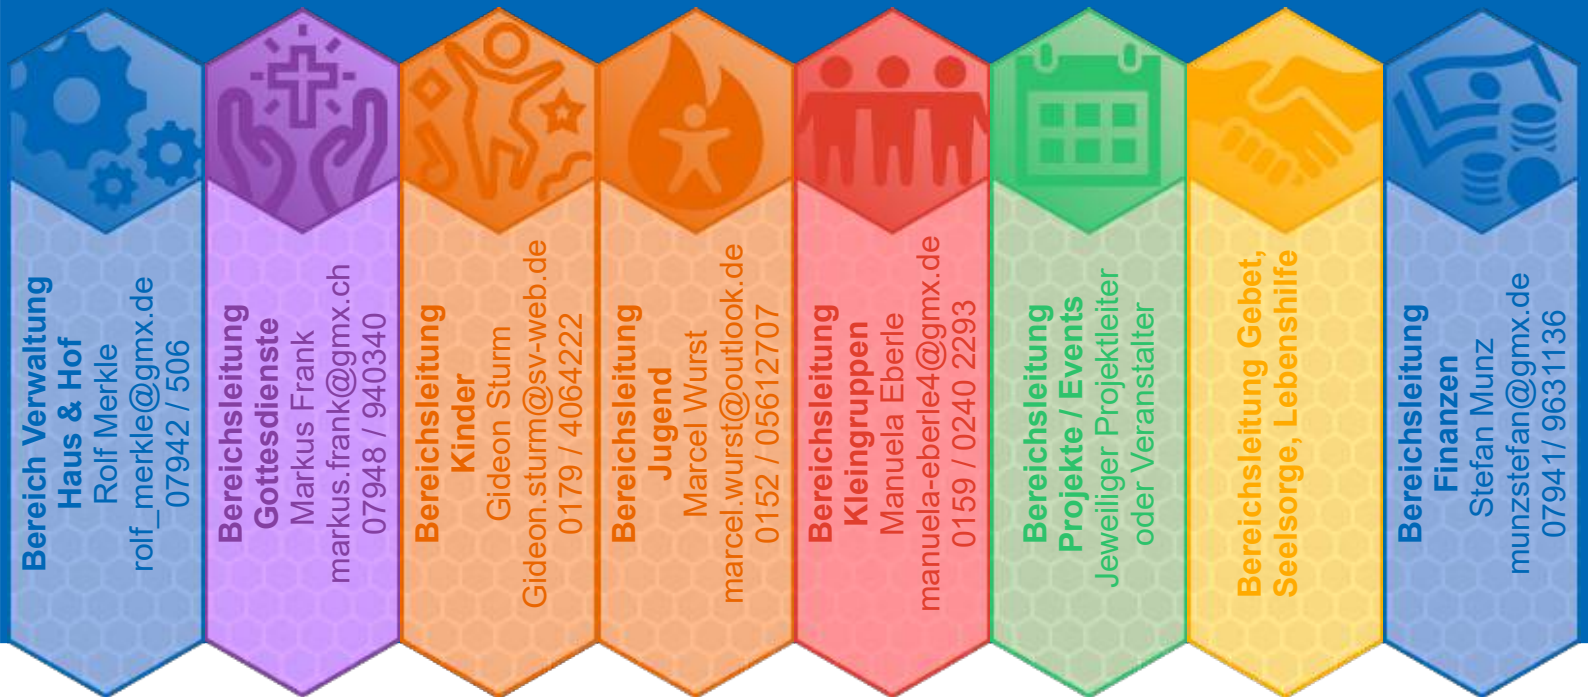 Bereich Verwaltung
Haus & Hof
Rolf Merkle
rolf_merkle@gmx.de
07942 / 506
Bereichsleitung
Gottesdienste
Markus Frank
markus.frank@gmx.ch
07948 / 940340
Bereichsleitung
Kinder
Gideon Sturm
Gideon.sturm@sv-web.de
0179 / 4064222
Bereichsleitung
Jugend
Marcel Wurst
marcel.wurst@outlook.de
0152 / 05612707
Bereichsleitung
Kleingruppen
Manuela Eberle
manuela-eberle4@gmx.de
0159 / 0240 2293
Bereichsleitung
Projekte / Events
Jeweiliger Projektleiter
oder Veranstalter
Bereichsleitung Gebet,
Seelsorge, Lebenshilfe
Bereichsleitung
Finanzen
Stefan Munz
munzstefan@gmx.de
07941/ 9631136